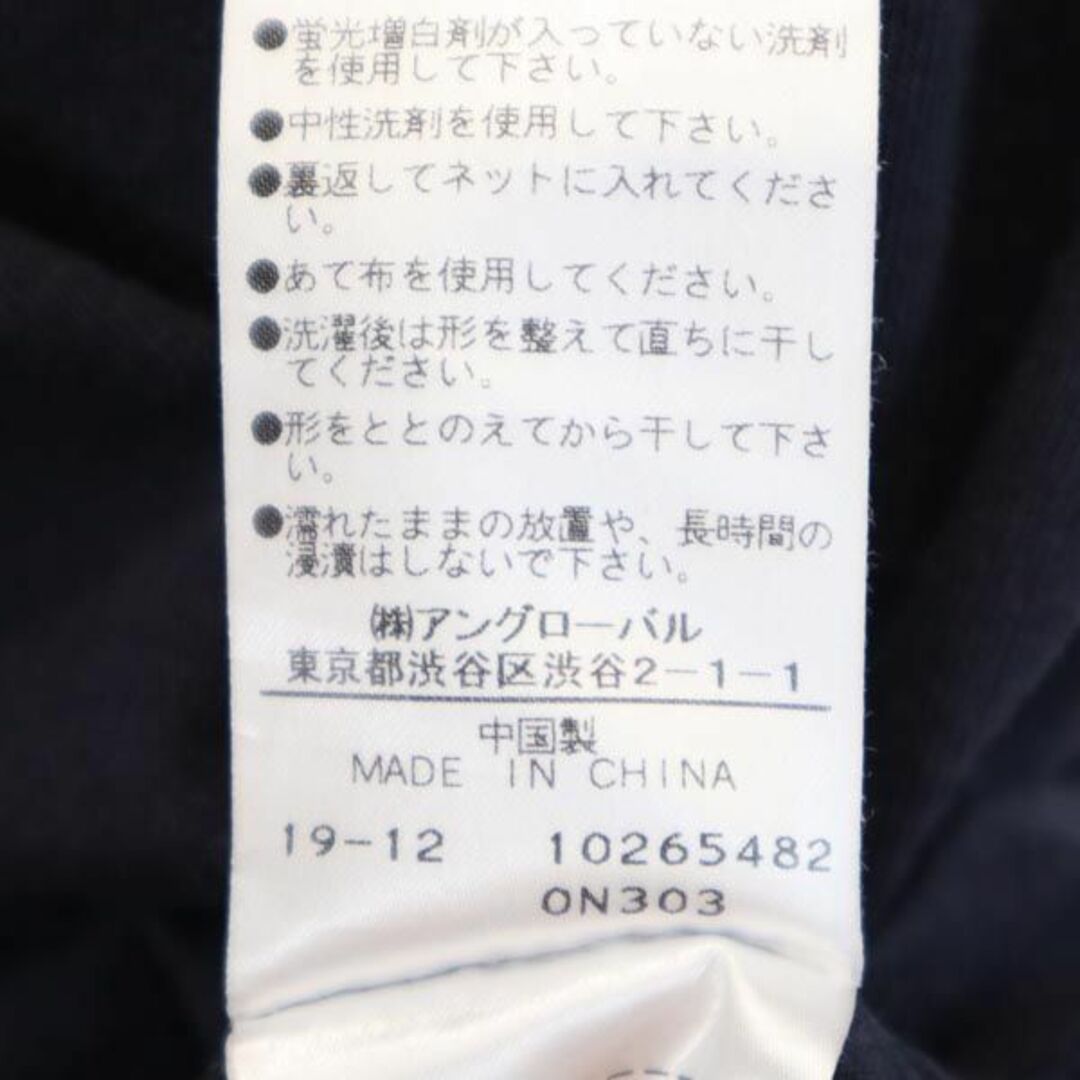 ●蛍光増白剤が入っていない洗剤
を使用して下さい。
●中性洗剤を使用して下さい。
●裏返してネットに入れてくださ
い。
●あて布を使用してください。
●洗濯後は形を整えて直ちに干し
てください。
●形をととのえてから干して下さ
い。
●濡れたままの放置や、長時間の
浸漬はしないで下さい。
㈱アングローバル
東京都渋谷区渋谷2-1-1
中国製
MADE IN CHINA
19-12 10265482
0N303